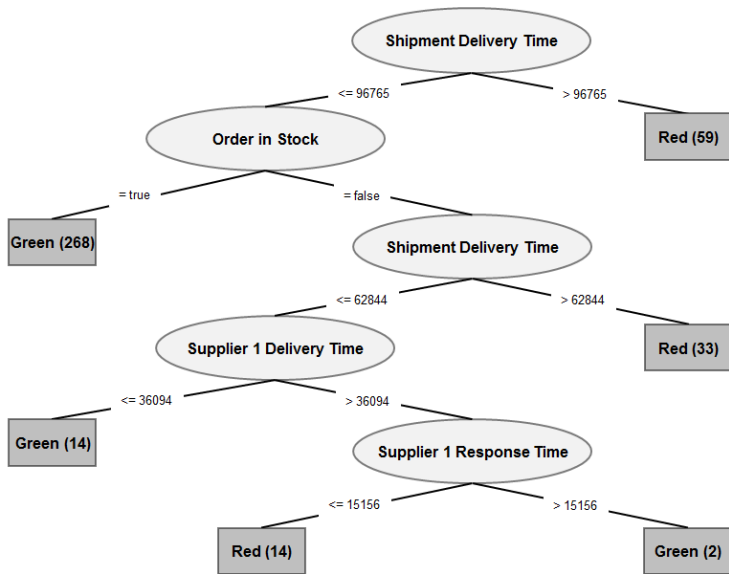 Shipment Delivery Time
<= 96765
> 96765
Order in Stock
Red (59)
= true
= false
Green (268)
Shipment Delivery Time
<= 62844
> 62844
Supplier 1 Delivery Time
Red (33)
<= 36094
> 36094
Green (14)
Supplier 1 Response Time
<= 15156
> 15156
Red (14)
Green (2)